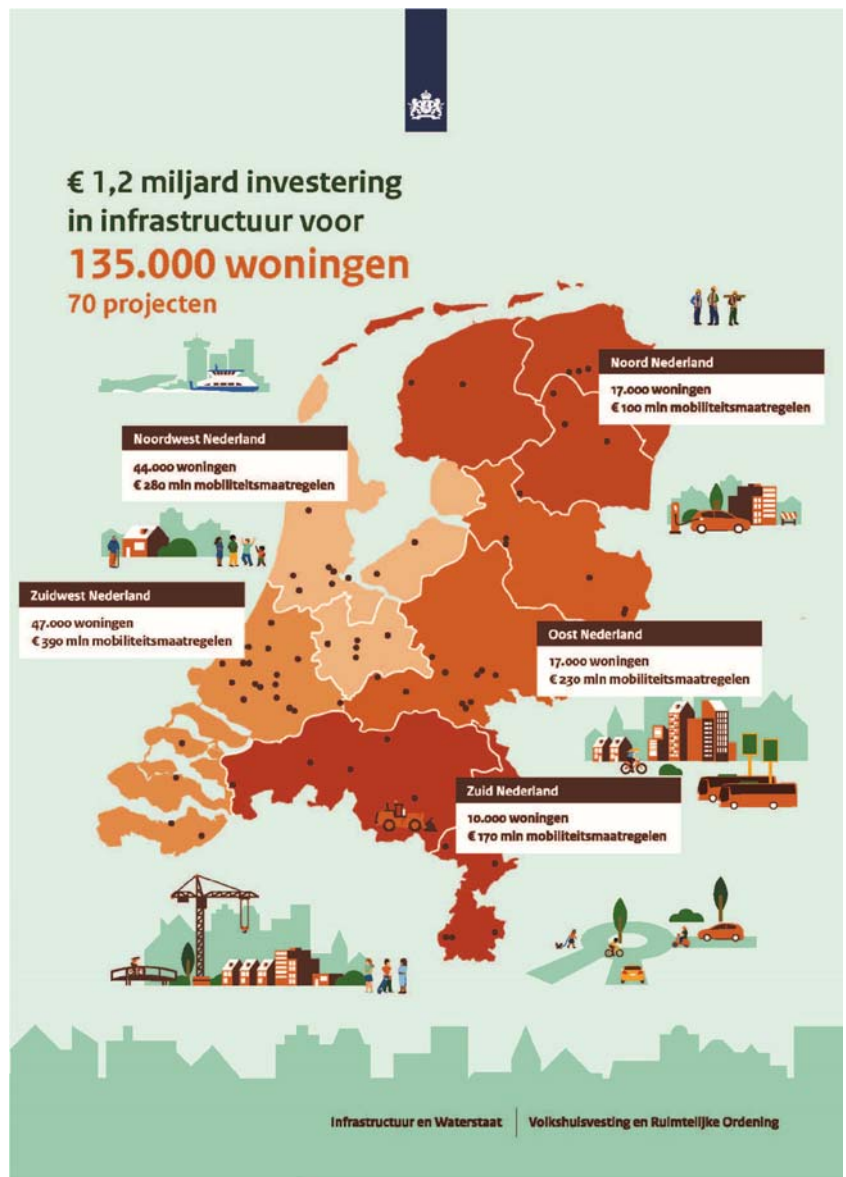 € 1,2 miljard investering
in infrastructuur voor
135.000 woningen
70 projecten
Noord Nederland
17.000 woningen
€ 100 mln mobiliteitsmaatregelen
Noordwest Nederland
44.000 woningen
€ 280 mln mobiliteitsmaatregelen
Zuidwest Nederland
47.000 woningen
€ 390 mln mobiliteitsmaatregelen
Oost Nederland
17.000 woningen
€ 230 mln mobiliteitsmaatregelen
Zuid Nederland
10.000 woningen
€ 170 mln mobiliteitsmaatregelen
Infrastructuur en Waterstaat | Volkshuisvesting en Ruimtelijke Ordening